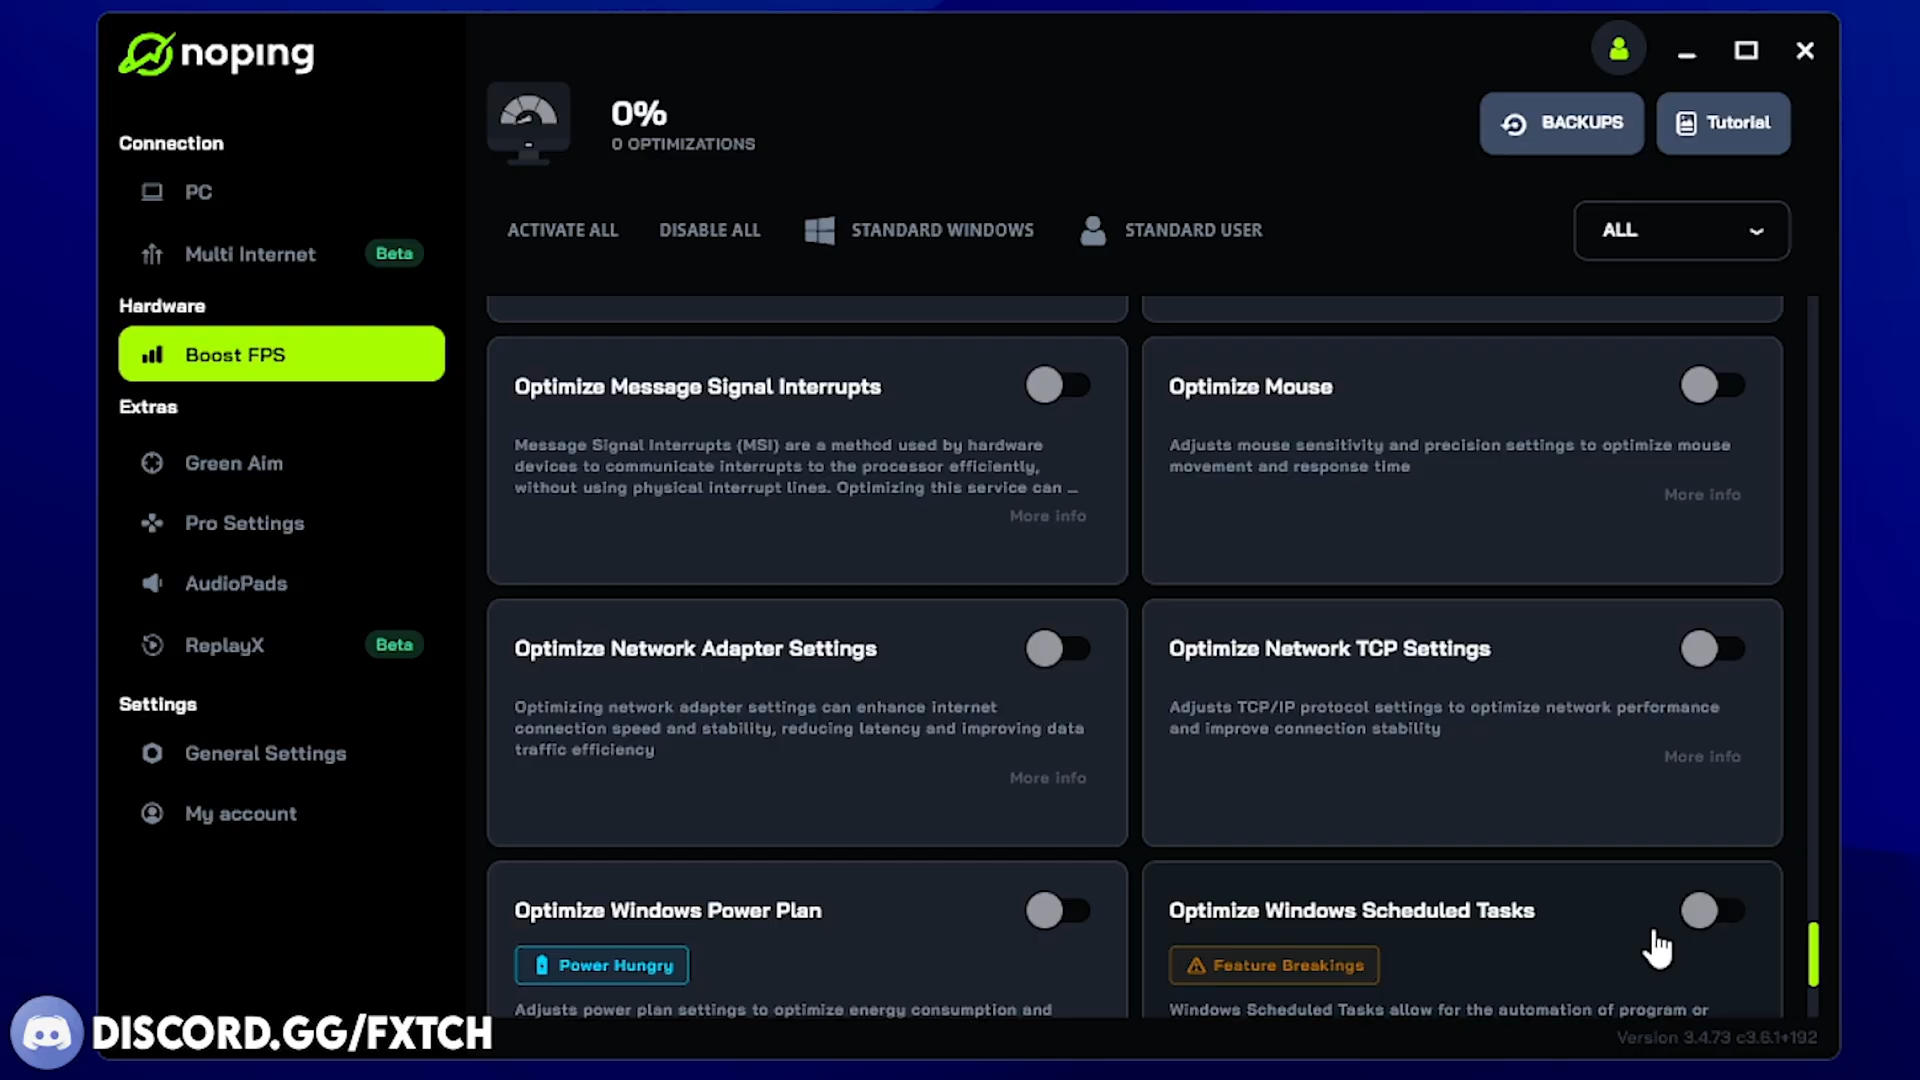 noping
Connection
PC
Multi Internet
Beta
Hardware
Boost FPS
Extras
Green Aim
Pro Settings
AudioPads
ReplayX
Beta
Settings
General Settings
My account
0%
0 OPTIMIZATIONS
BACKUPS
Tutorial
ACTIVATE ALL
DISABLE ALL
STANDARD WINDOWS
STANDARD USER
ALL
Optimize Message Signal Interrupts
Message Signal Interrupts (MSI) are a method used by hardware
devices to communicate interrupts to the processor efficiently,
without using physical interrupt lines. Optimizing this service can …
More info
Optimize Mouse
Adjusts mouse sensitivity and precision settings to optimize mouse
movement and response time
More info
Optimize Network Adapter Settings
Optimizing network adapter settings can enhance internet
connection speed and stability, reducing latency and improving data
traffic efficiency
More info
Optimize Network TCP Settings
Adjusts TCP/IP protocol settings to optimize network performance
and improve connection stability
More info
Optimize Windows Power Plan
Power Hungry
Adjusts power plan settings to optimize energy consumption and
Optimize Windows Scheduled Tasks
Feature Breakings
Windows Scheduled Tasks allow for the automation of program or
Version 3.4.73 c3.6.1+192
DISCORD.GG/FXTCH